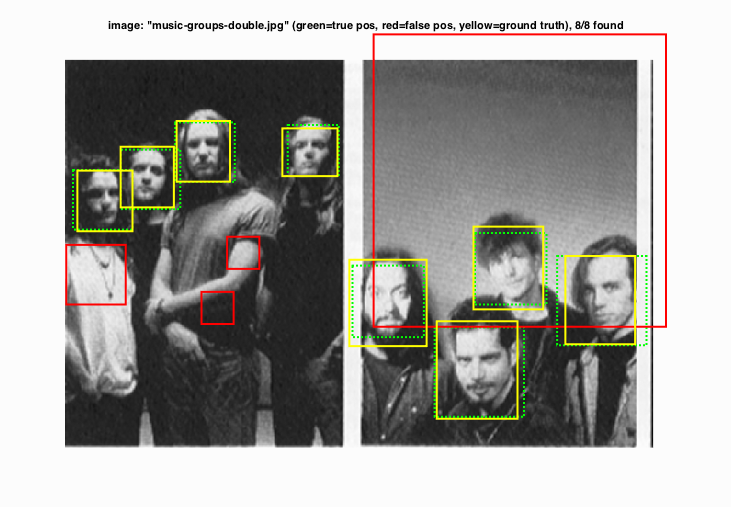 image: "music-groups-double.jpg" (green=true pos, red=false pos, yellow=ground truth), 8/8 found